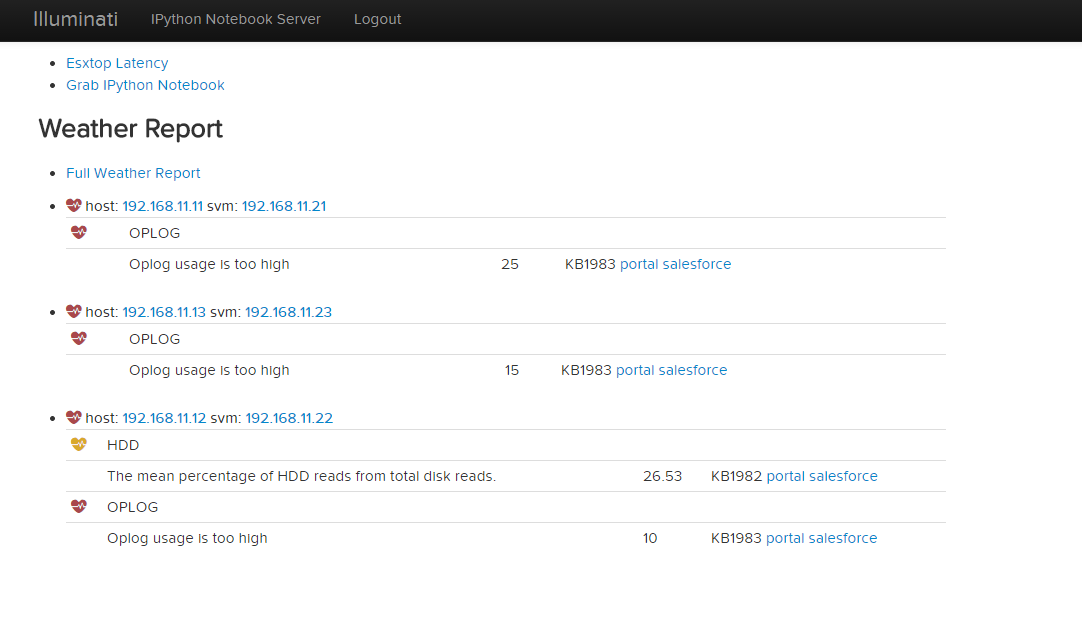 Illuminati IPython Notebook Server Logout
Esxtop Latency
Grab IPython Notebook
Weather Report
Full Weather Report
host: 192.168.11.11 svm: 192.168.11.21
OPLOG
Oplog usage is too high 25 KB1983 portal salesforce
host: 192.168.11.13 svm: 192.168.11.23
OPLOG
Oplog usage is too high 15 KB1983 portal salesforce
host: 192.168.11.12 svm: 192.168.11.22
HDD
The mean percentage of HDD reads from total disk reads. 26.53 KB1982 portal salesforce
OPLOG
Oplog usage is too high 10 KB1983 portal salesforce